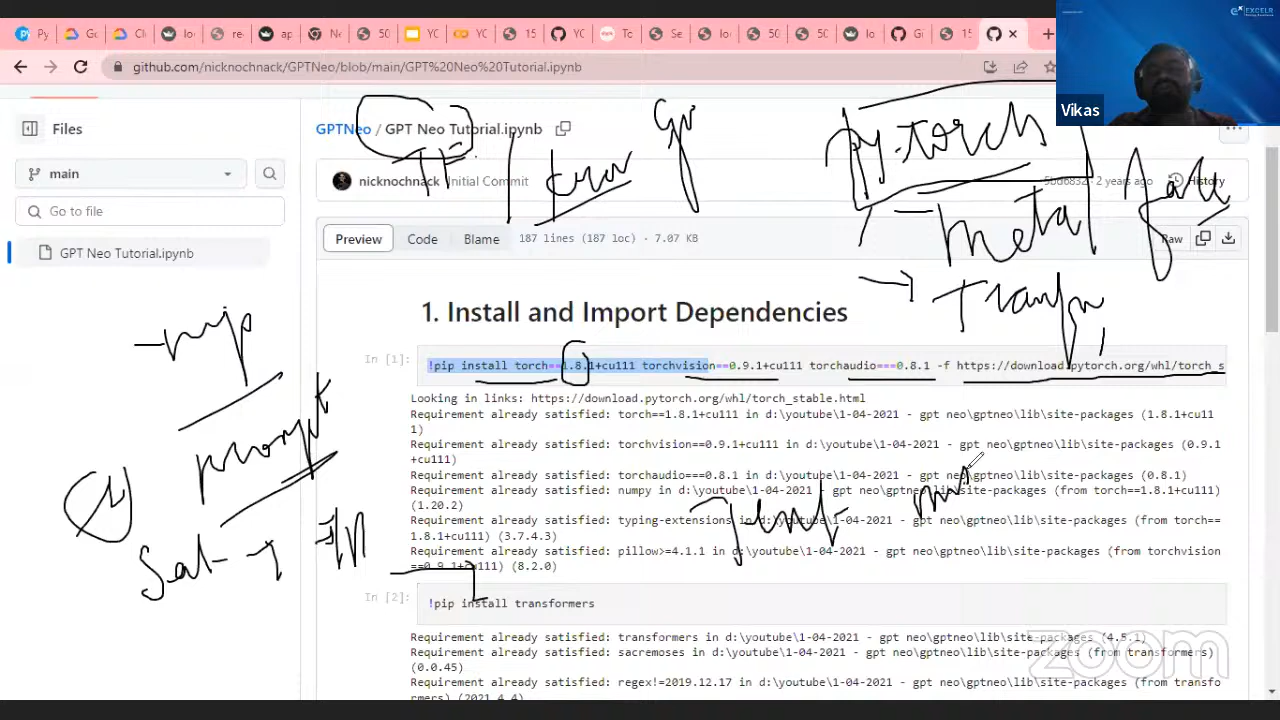 EXCELR
Vikas
github.com/nicknochnack/GPTNeo/blob/main/GPT%20Neo%20Tutorial.ipynb
Files
main
Go to file
GPT Neo Tutorial.ipynb
GPTNeo / GPT Neo Tutorial.ipynb
nicknochnack Initial Commit
5bd6832 · 2 years ago
History
Preview
Code
Blame
187 lines (187 loc) · 7.07 KB
Raw
py-torch
1. Install and Import Dependencies
In [1]:
!pip install torch==1.8.1+cu111 torchvision==0.9.1+cu111 torchaudio===0.8.1 -f https://download.pytorch.org/whl/torch_s
Looking in links: https://download.pytorch.org/whl/torch_stable.html
Requirement already satisfied: torch==1.8.1+cu111 in d:\youtube\1-04-2021 - gpt neo\gptneo\lib\site-packages (1.8.1+cu11
1)
Requirement already satisfied: torchvision==0.9.1+cu111 in d:\youtube\1-04-2021 - gpt neo\gptneo\lib\site-packages (0.9.1
+cu111)
Requirement already satisfied: torchaudio===0.8.1 in d:\youtube\1-04-2021 - gpt neo\gptneo\lib\site-packages (0.8.1)
Requirement already satisfied: numpy in d:\youtube\1-04-2021 - gpt neo\gptneo\lib\site-packages (from torch==1.8.1+cu111)
(1.20.2)
Requirement already satisfied: typing-extensions in d:\youtube\1-04-2021 - gpt neo\gptneo\lib\site-packages (from torch==
1.8.1+cu111) (3.7.4.3)
Requirement already satisfied: pillow>=4.1.1 in d:\youtube\1-04-2021 - gpt neo\gptneo\lib\site-packages (from torchvision
==0.9.1+cu111) (8.2.0)
prompt
In [2]:
!pip install transformers
Requirement already satisfied: transformers in d:\youtube\1-04-2021 - gpt neo\gptneo\lib\site-packages (4.5.1)
Requirement already satisfied: sacremoses in d:\youtube\1-04-2021 - gpt neo\gptneo\lib\site-packages (from transformers)
(0.0.45)
Requirement already satisfied: regex!=2019.12.17 in d:\youtube\1-04-2021 - gpt neo\gptneo\lib\site-packages (from transfo
rmers) (2021.4.4)
zoom